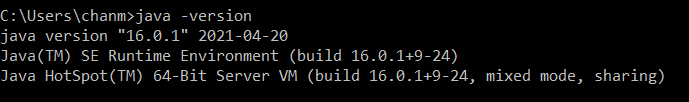 C:\Users\chanm>java -version
java version "16.0.1" 2021-04-20
Java(TM) SE Runtime Environment (build 16.0.1+9-24)
Java HotSpot(TM) 64-Bit Server VM (build 16.0.1+9-24, mixed mode, sharing)